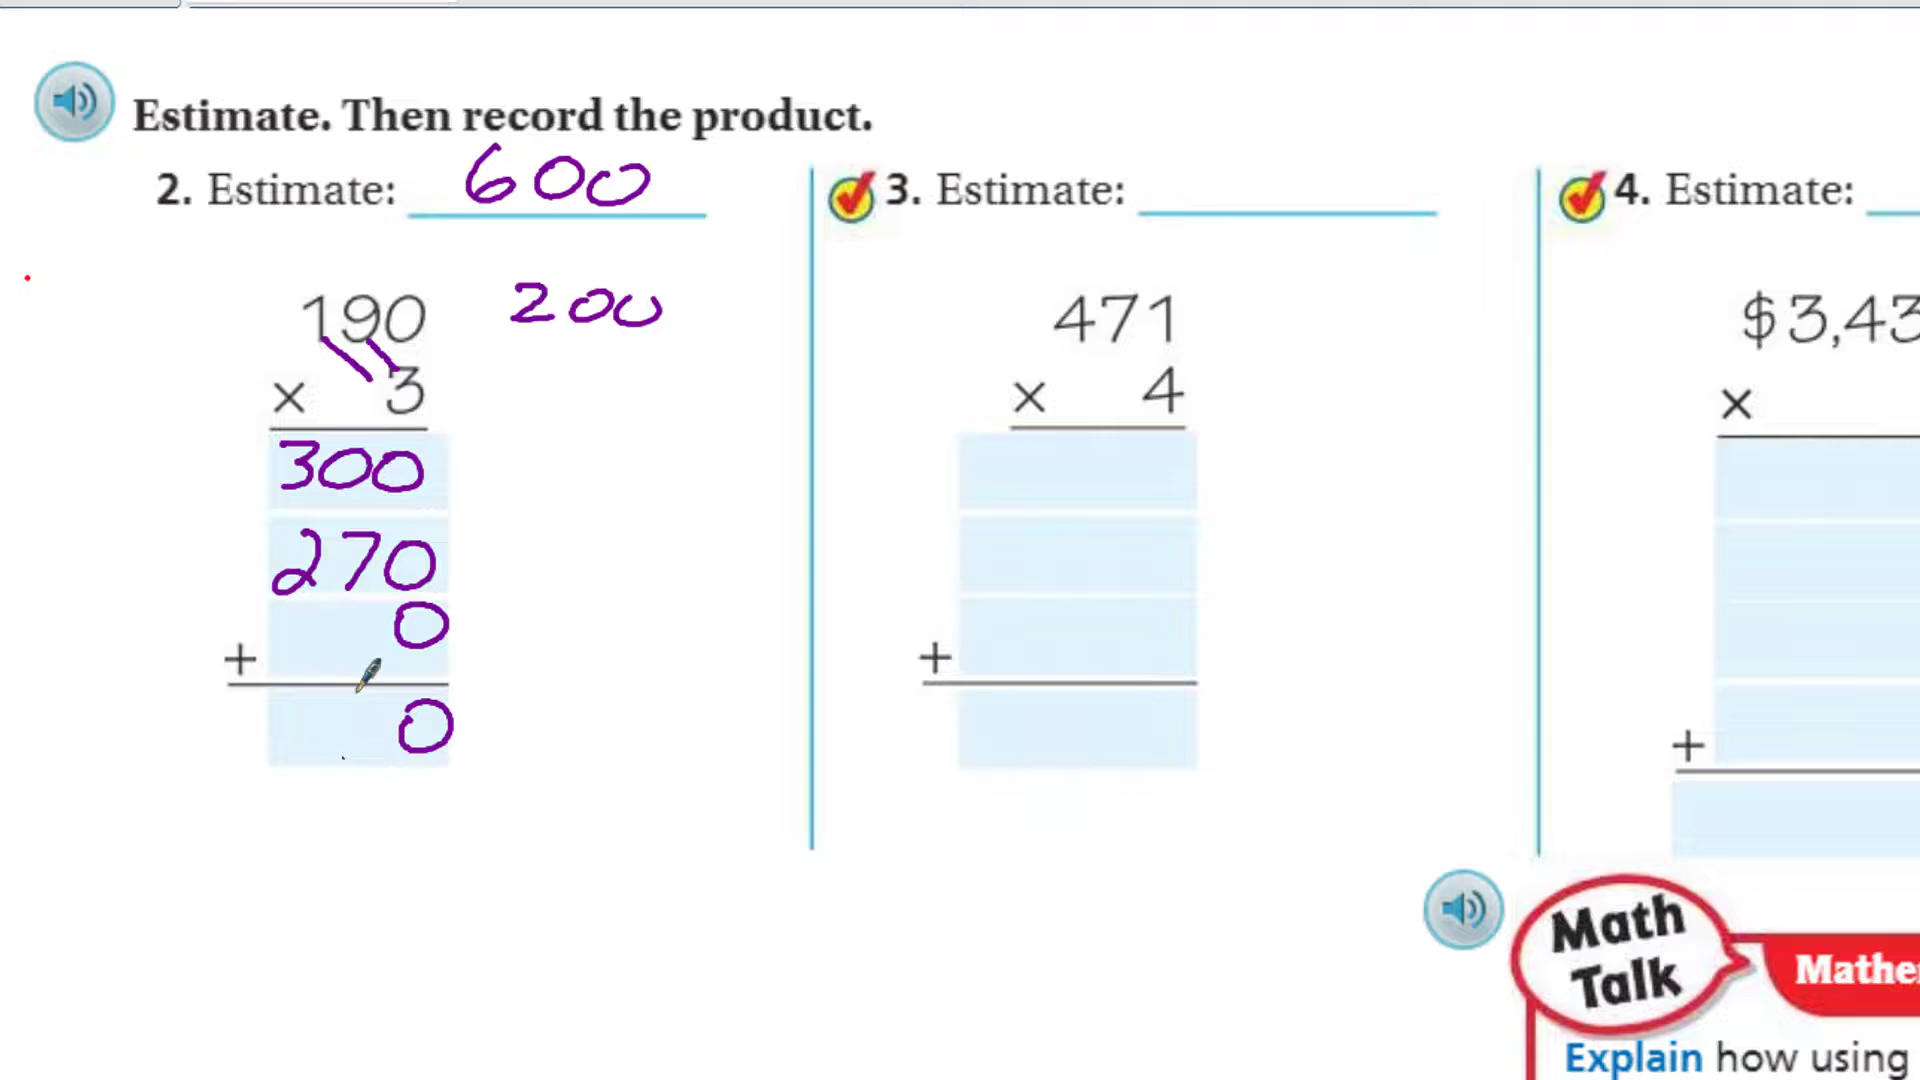 Estimate. Then record the product.
2. Estimate: 600
190 200
× 3
300
270
+ 0
0
3. Estimate:
471
× 4
+
4. Estimate:
$3,43
×
+
Math
Talk
Explain how using